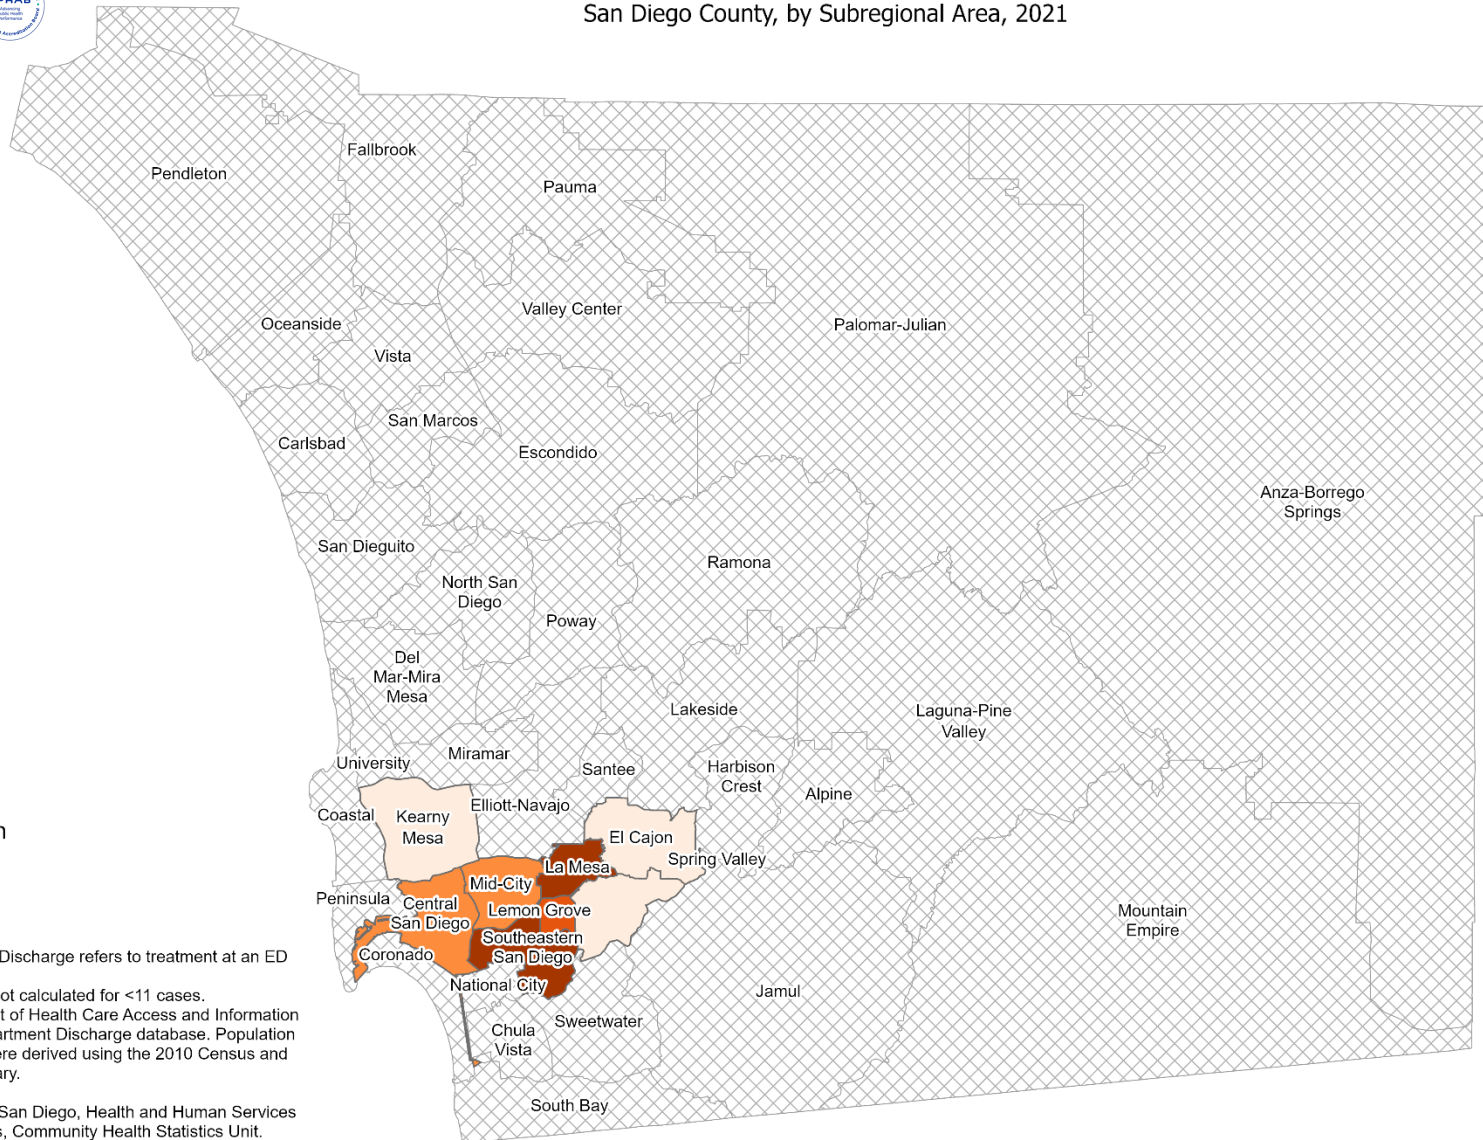 Advancing
San Diego County, by Subregional Area, 2021
Fallbrook
Pendleton
Pauma
Valley Center
Oceanside
Palomar-Julian
Vista
San Marcos
Carlsbad
Escondido
Anza-Borrego
Springs
San Dieguito
Ramona
North San
Diego
Poway
Del
Mar-Mira
Mesa
Lakeside
Laguna-Pine
Valley
Miramar
University
Santee
Harbison
Crest
Alpine
Elliott-Navajo
Coastal
Kearny
Mesa
El Cajon
Spring Valley
La Mesa
Mid-City
Peninsula
Central
San Diego
Lemon Grove
Mountain
Empire
Southeastern
San Diego
Coronado
National City
Jamul
Sweetwater
Chula
Vista
South Bay
Discharge refers to treatment at an ED
ot calculated for <11 cases.
t of Health Care Access and Information
artment Discharge database. Population
ere derived using the 2010 Census and
ary.
San Diego, Health and Human Services
s, Community Health Statistics Unit.